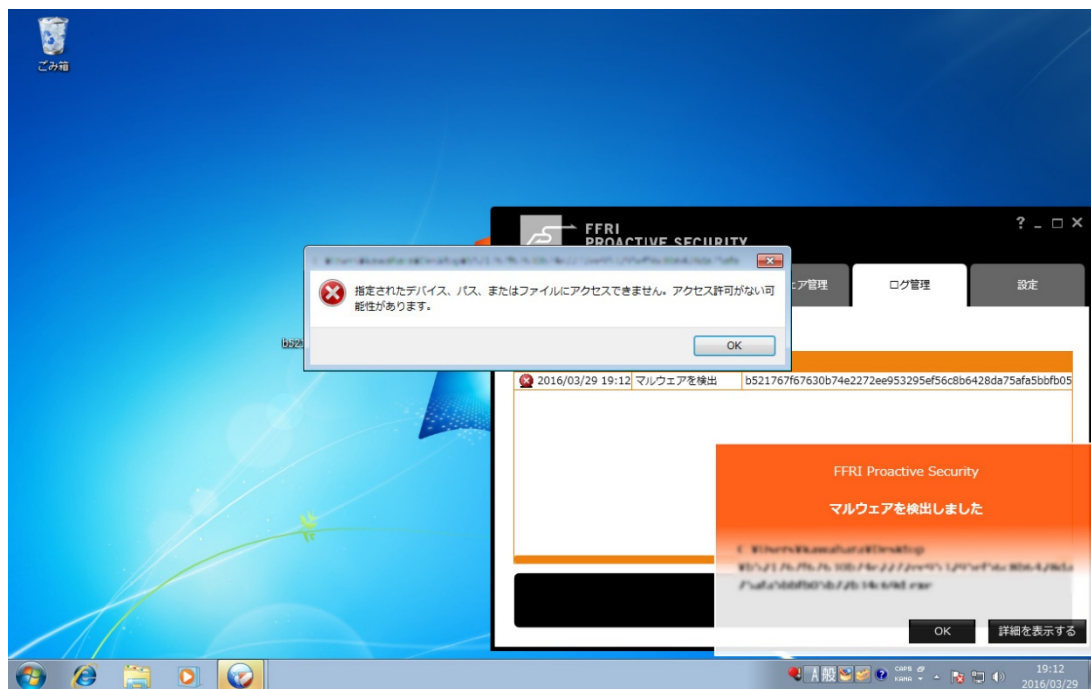 ごみ箱
FFRI
PROACTIVE SECURITY
ア管理
ログ管理
設定
指定されたデバイス、パス、またはファイルにアクセスできません。アクセス許可がない可
能性があります。
OK
b521
2016/03/29 19:12 マルウェアを検出 b521767f67630b74e2272ee953295ef56c8b6428da75afa5bbfb05
FFRI Proactive Security
マルウェアを検出しました
OK
詳細を表示する
A 般
CAPS
KANA
19:12
2016/03/29